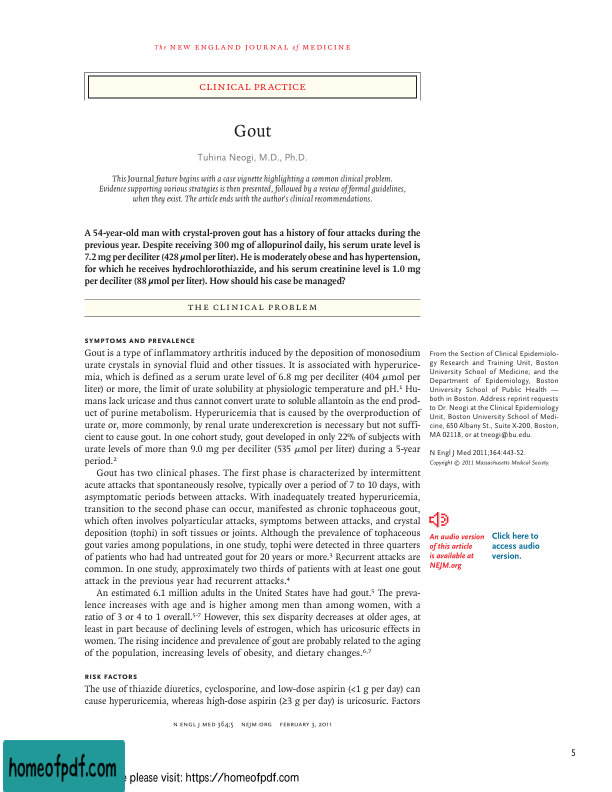 The NEW ENGLAND JOURNAL of MEDICINE
CLINICAL PRACTICE
Gout
Tuhina Neogi, M.D., Ph.D.
This Journal feature begins with a case vignette highlighting a common clinical problem.
Evidence supporting various strategies is then presented, followed by a review of formal guidelines,
when they exist. The article ends with the author's clinical recommendations.
A 54-year-old man with crystal-proven gout has a history of four attacks during the
previous year. Despite receiving 300 mg of allopurinol daily, his serum urate level is
7.2 mg per deciliter (428 μmol per liter). He is moderately obese and has hypertension,
for which he receives hydrochlorothiazide, and his serum creatinine level is 1.0 mg
per deciliter (88 μmol per liter). How should his case be managed?
THE CLINICAL PROBLEM
SYMPTOMS AND PREVALENCE
Gout is a type of inflammatory arthritis induced by the deposition of monosodium
urate crystals in synovial fluid and other tissues. It is associated with hyperurice-
mia, which is defined as a serum urate level of 6.8 mg per deciliter (404 μmol per
liter) or more, the limit of urate solubility at physiologic temperature and pH.1 Hu-
mans lack uricase and thus cannot convert urate to soluble allantoin as the end prod-
uct of purine metabolism. Hyperuricemia that is caused by the overproduction of
urate or, more commonly, by renal urate underexcretion is necessary but not suffi-
cient to cause gout. In one cohort study, gout developed in only 22% of subjects with
urate levels of more than 9.0 mg per deciliter (535 μmol per liter) during a 5-year
period.2
Gout has two clinical phases. The first phase is characterized by intermittent
acute attacks that spontaneously resolve, typically over a period of 7 to 10 days, with
asymptomatic periods between attacks. With inadequately treated hyperuricemia,
transition to the second phase can occur, manifested as chronic tophaceous gout,
which often involves polyarticular attacks, symptoms between attacks, and crystal
deposition (tophi) in soft tissues or joints. Although the prevalence of tophaceous
gout varies among populations, in one study, tophi were detected in three quarters
of patients who had had untreated gout for 20 years or more.3 Recurrent attacks are
common. In one study, approximately two thirds of patients with at least one gout
attack in the previous year had recurrent attacks.4
An estimated 6.1 million adults in the United States have had gout.5 The preva-
lence increases with age and is higher among men than among women, with a
ratio of 3 or 4 to 1 overall.5-7 However, this sex disparity decreases at older ages, at
least in part because of declining levels of estrogen, which has uricosuric effects in
women. The rising incidence and prevalence of gout are probably related to the aging
of the population, increasing levels of obesity, and dietary changes.6,7
RISK FACTORS
The use of thiazide diuretics, cyclosporine, and low-dose aspirin (<1 g per day) can
cause hyperuricemia, whereas high-dose aspirin (≥3 g per day) is uricosuric. Factors
From the Section of Clinical Epidemiolo-
gy Research and Training Unit, Boston
University School of Medicine; and the
Department of Epidemiology, Boston
University School of Public Health —
both in Boston. Address reprint requests
to Dr. Neogi at the Clinical Epidemiology
Unit, Boston University School of Medi-
cine, 650 Albany St., Suite X-200, Boston,
MA 02118, or at tneogi@bu.edu.
N Engl J Med 2011;364:443-52.
Copyright © 2011 Massachusetts Medical Society.
An audio version
of this article
is available at
NEJM.org
Click here to
access audio
version.
N ENGL J MED 364;5 NEJM.ORG FEBRUARY 3, 2011
5
homeofpdf.com
please visit: https://homeofpdf.com